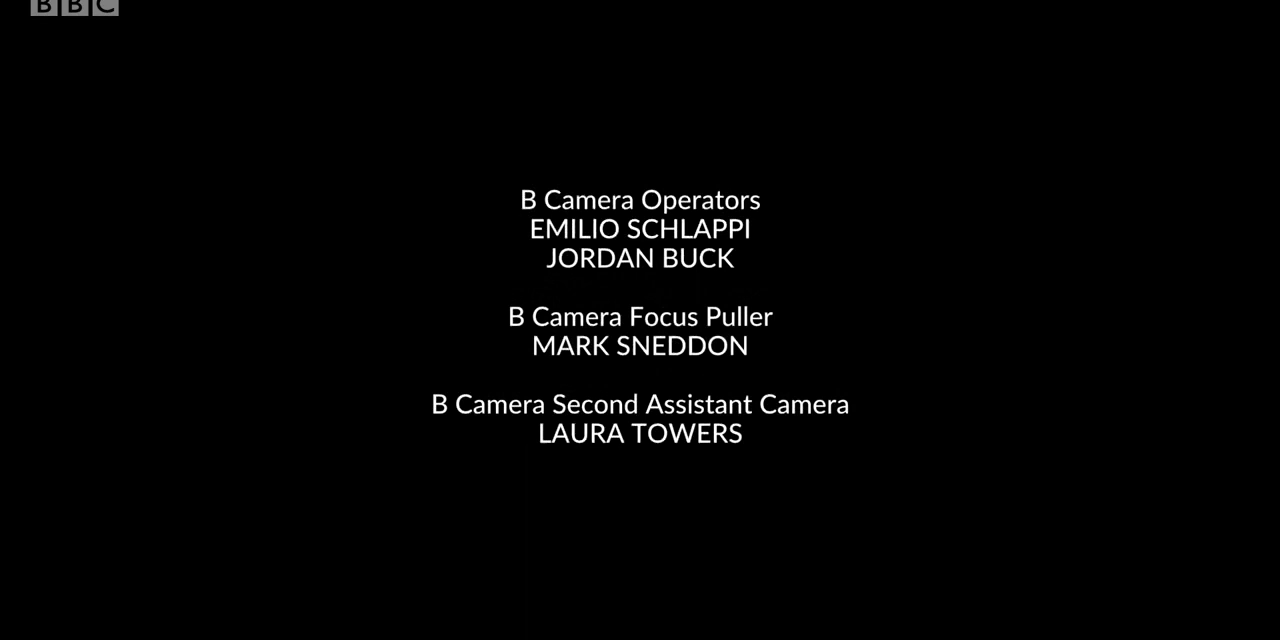 BBC
B Camera Operators
EMILIO SCHLAPPI
JORDAN BUCK
B Camera Focus Puller
MARK SNEDDON
B Camera Second Assistant Camera
LAURA TOWERS